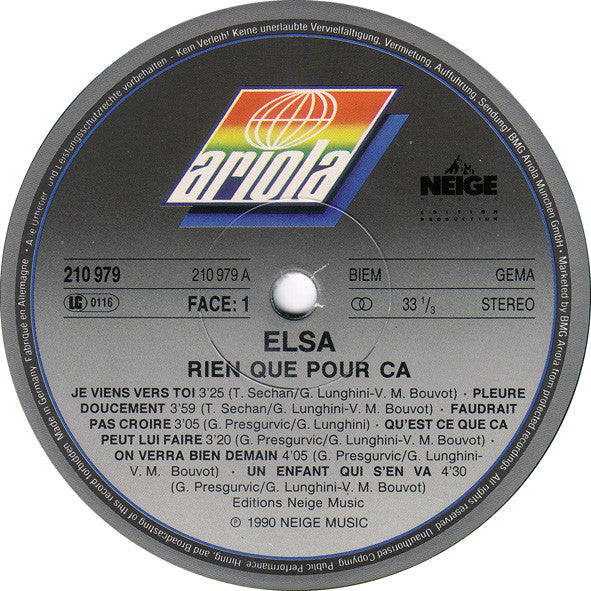 ariola
NEIGE
EDITION
PRODUCTION
210 979
210 979 A
BIEM
GEMA
LC 0116
FACE: 1
33 1/3
STEREO
ELSA
RIEN QUE POUR CA
JE VIENS VERS TOI 3'25 (T. Sechan/G. Lunghini-V. M. Bouvot) · PLEURE
DOUCEMENT 3'59 (T. Sechan/G. Lunghini-V. M. Bouvot) · FAUDRAIT
PAS CROIRE 3'05 (G. Presgurvic/G. Lunghini) · QU'EST CE QUE CA
PEUT LUI FAIRE 3'20 (G. Presgurvic/G. Lunghini-V. M. Bouvot) ·
ON VERRA BIEN DEMAIN 4'05 (G. Presgurvic/G. Lunghini-
V. M. Bouvot) · UN ENFANT QUI S'EN VA 4'30
(G. Presgurvic/G. Lunghini-V. M. Bouvot)
Editions Neige Music
℗ 1990 NEIGE MUSIC
und Leistungsschutzrechte vorbehalten - Kein Verleih! Keine unerlaubte Vervielfältigung, Vermietung, Aufführung, Sendung! BMG Ariola München GmbH · Marketed by BMG Ariola from protected recordings. All rights reserved. Unauthorised Copying, Public Performance, Hiring, and Broadcasting of this record forbidden. Made in Germany. Fabriqué en Allemagne ·